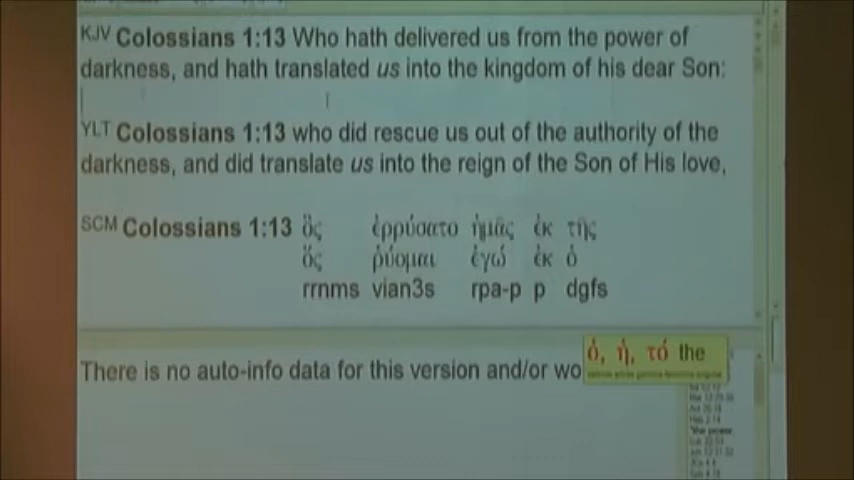 KJV Colossians 1:13 Who hath delivered us from the power of
darkness, and hath translated us into the kingdom of his dear Son:
YLT Colossians 1:13 who did rescue us out of the authority of the
darkness, and did translate us into the reign of the Son of His love,
SCM Colossians 1:13 ὃς ἐρρύσατο ἡμᾶς ἐκ τῆς
ὅς ῥύομαι ἐγώ ἐκ ὁ
rrnms vian3s rpa-p p dgfs
There is no auto-info data for this version and/or wo
ὁ, ἡ, τό the